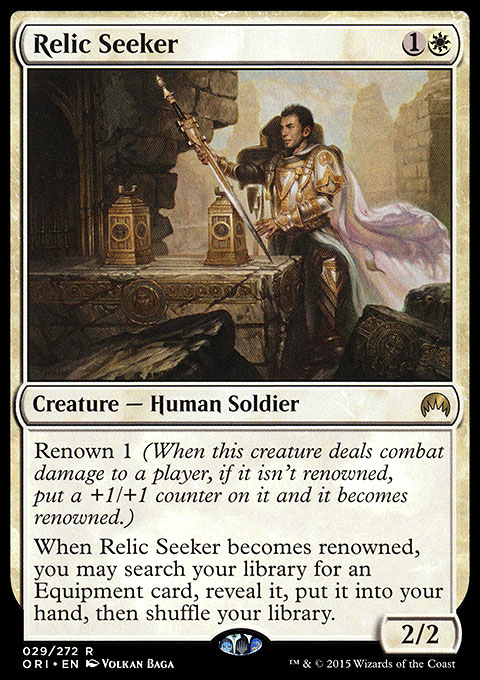 Relic Seeker 1
Creature — Human Soldier
Renown 1 (When this creature deals combat
damage to a player, if it isn't renowned,
put a +1/+1 counter on it and it becomes
renowned.)
When Relic Seeker becomes renowned,
you may search your library for an
Equipment card, reveal it, put it into your
hand, then shuffle your library.
2/2
029/272 R
ORI • EN Volkan Baga ™ & © 2015 Wizards of the Coast